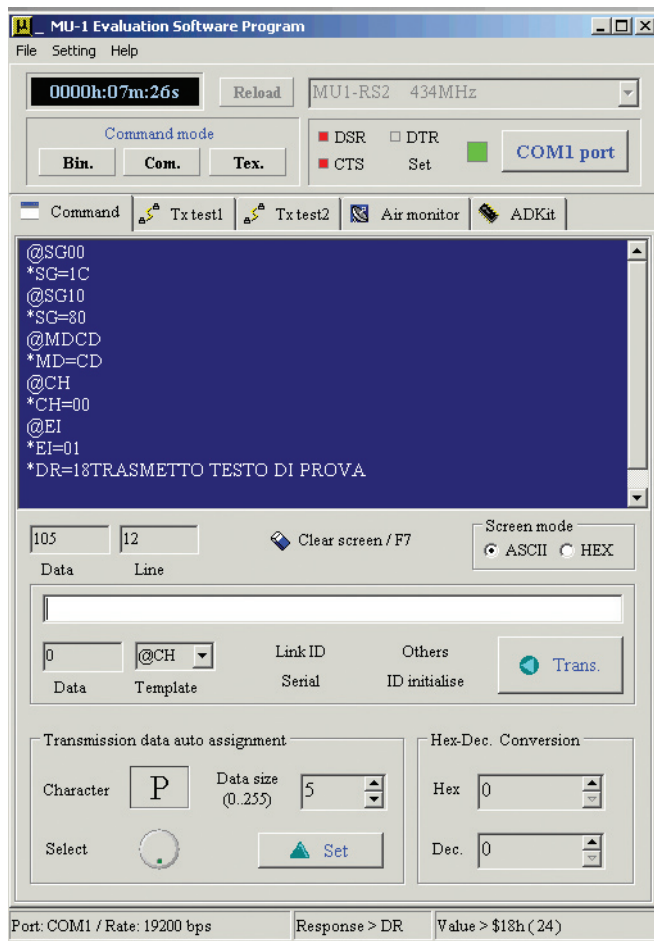 µ _ MU-1 Evaluation Software Program
File Setting Help
0000h:07m:26s Reload MU1-RS2 434MHz
Command mode
Bin. Com. Tex.
DSR DTR
CTS Set
COM1 port
Command Tx test1 Tx test2 Air monitor ADKit
@SG00
*SG=1C
@SG10
*SG=80
@MDCD
*MD=CD
@CH
*CH=00
@EI
*EI=01
*DR=18TRASMETTO TESTO DI PROVA
105 12 Clear screen / F7
Data Line
Screen mode
ASCII HEX
0 @CH Link ID Others
Data Template Serial ID initialise
Trans.
Transmission data auto assignment
Character P Data size (0..255) 5
Select Set
Hex-Dec. Conversion
Hex 0
Dec. 0
Port: COM1 / Rate: 19200 bps Response > DR Value > $18h ( 24 )